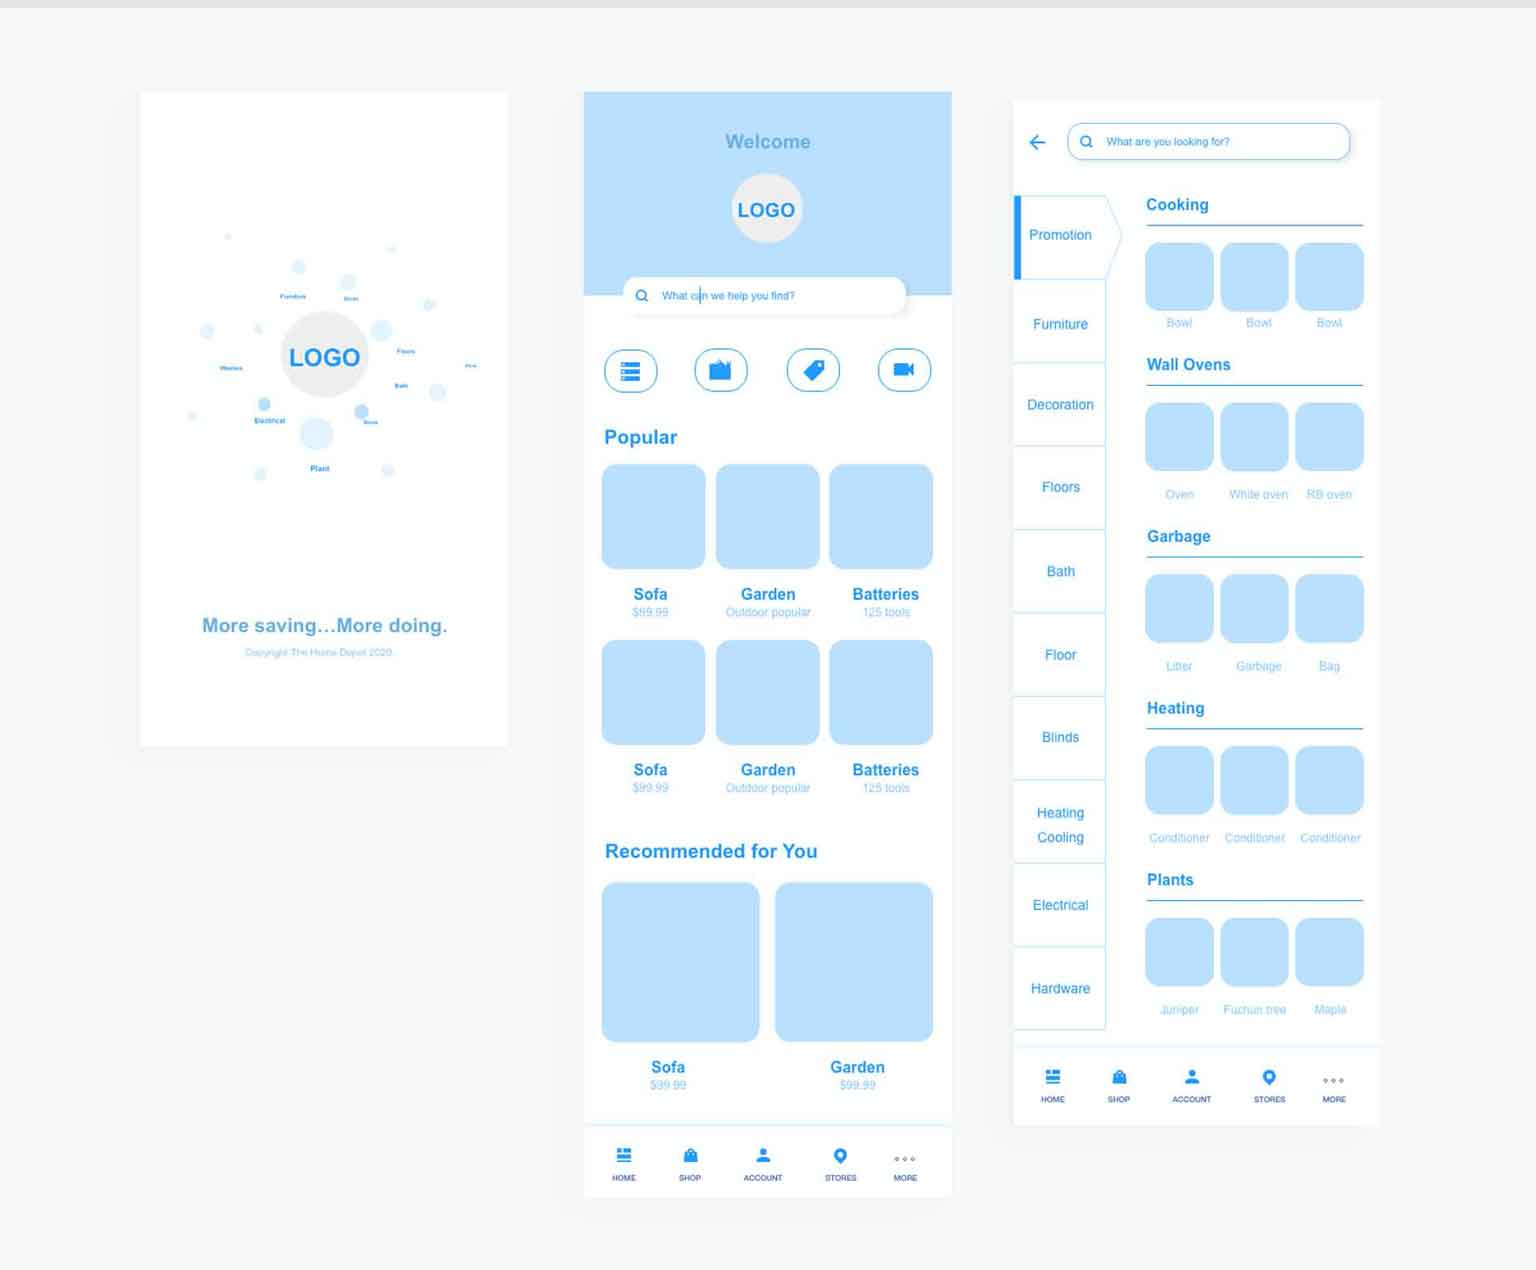 Furniture
LOGO
Floors
Bath
Electrical
Plant
More saving...More doing.
Copyright The Home Depot 2020.
Welcome
LOGO
What can we help you find?
Popular
Sofa
Garden
Batteries
$99.99
Outdoor popular
125 tools
Sofa
Garden
Batteries
$99.99
Outdoor popular
125 tools
Recommended for You
Sofa
Garden
$99.99
$99.99
HOME
SHOP
ACCOUNT
STORES
MORE
What are you looking for?
Promotion
Furniture
Decoration
Floors
Bath
Floor
Blinds
Heating
Cooling
Electrical
Hardware
Cooking
Bowl
Bowl
Bowl
Wall Ovens
Oven
White oven
RB oven
Garbage
Litter
Garbage
Bag
Heating
Conditioner
Conditioner
Conditioner
Plants
Juniper
Fuchun tree
Maple
HOME
SHOP
ACCOUNT
STORES
MORE